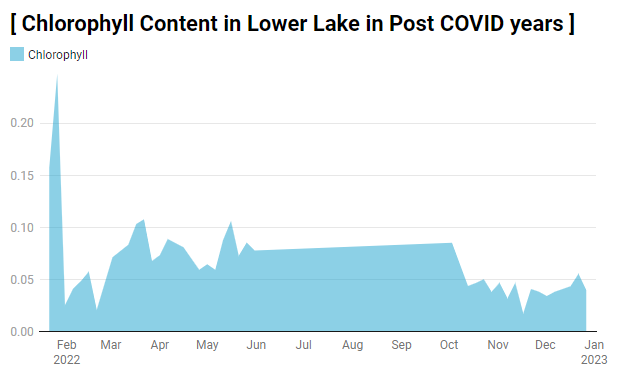 [ Chlorophyll Content in Lower Lake in Post COVID years ]
Chlorophyll
0.20
0.15
0.10
0.05
0.00
Feb Mar Apr May Jun Jul Aug Sep Oct Nov Dec Jan
2022 2023